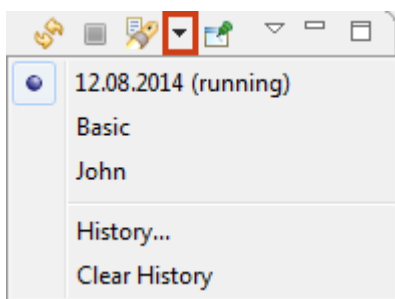 12.08.2014 (running)
Basic
John
History...
Clear History